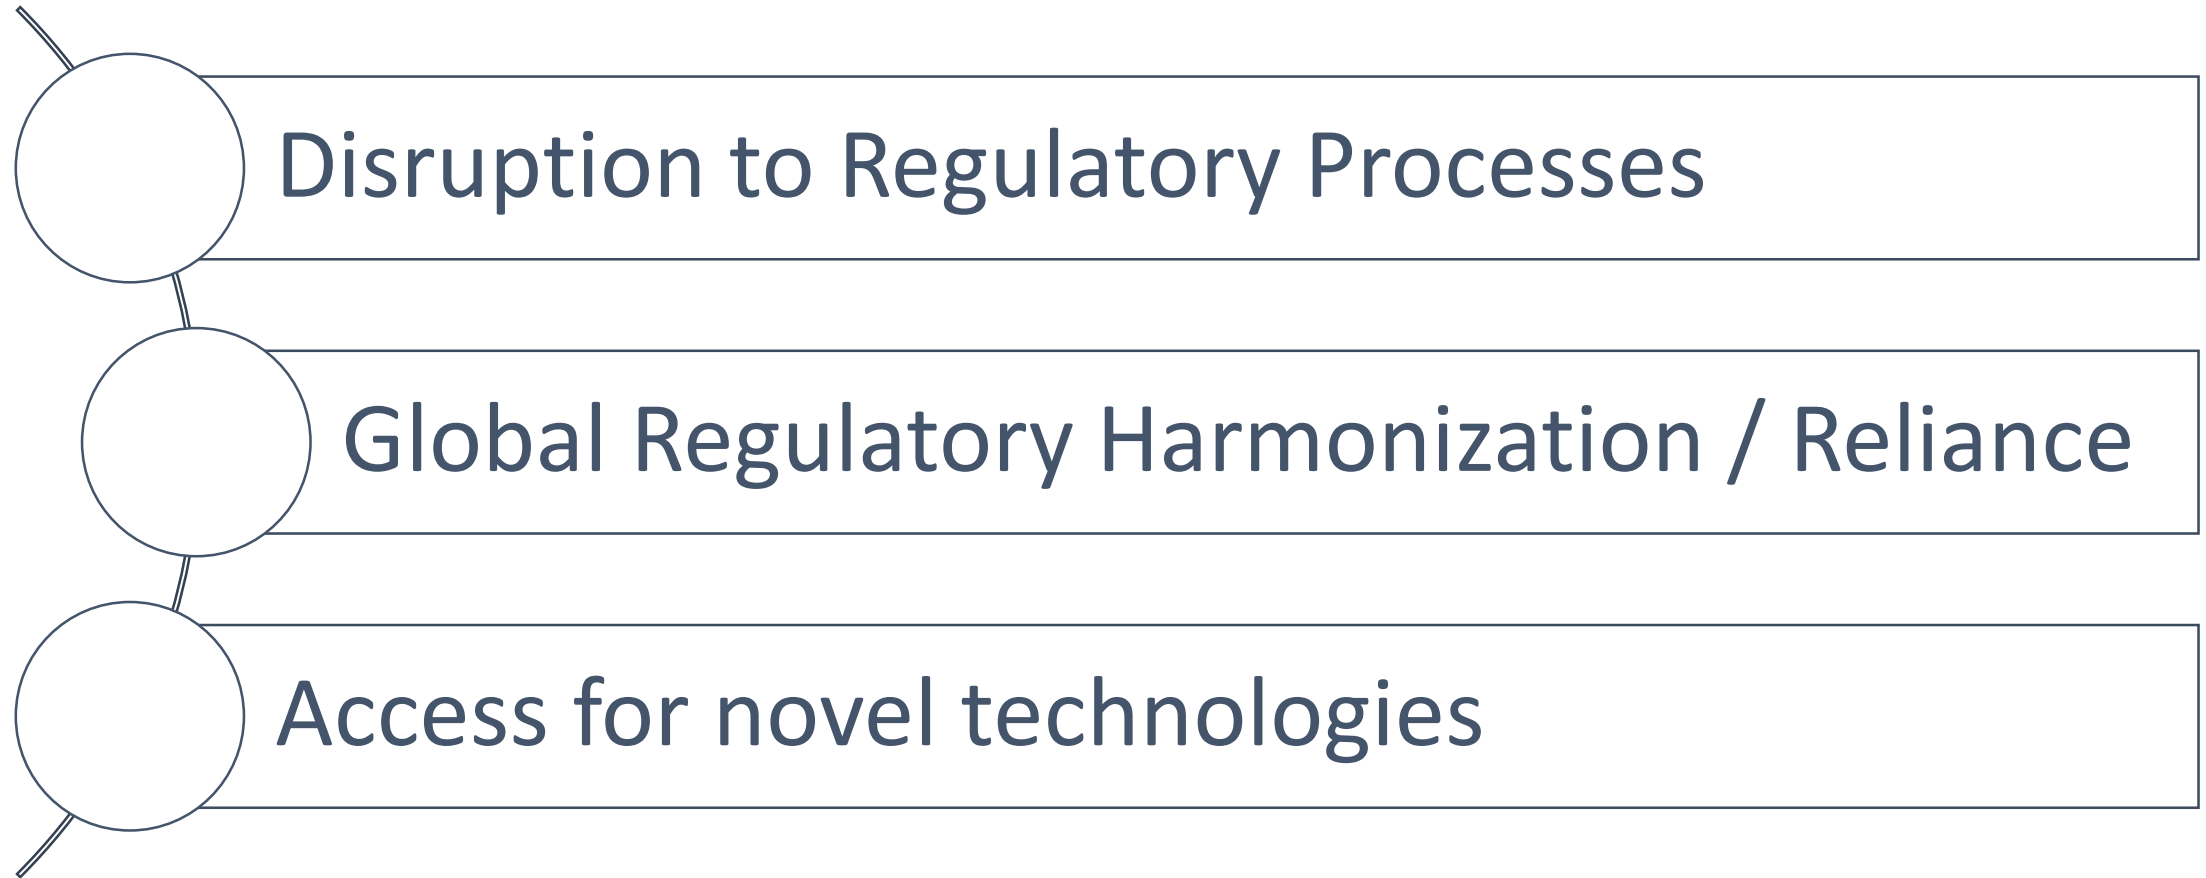 Disruption to Regulatory Processes
Global Regulatory Harmonization / Reliance
Access for novel technologies